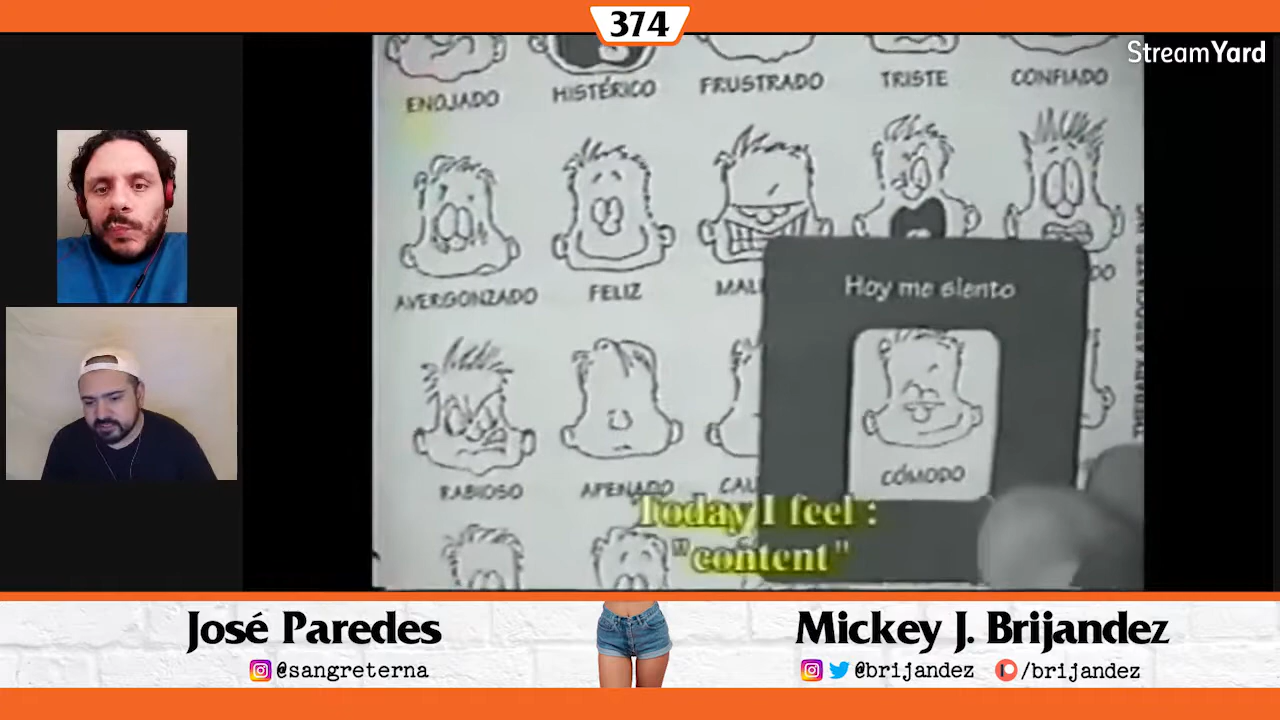 374
StreamYard
ENOJADO
HISTÉRICO
FRUSTRADO
TRISTE
CONFIADO
AVERGONZADO
FELIZ
Hoy me siento
RABIOSO
APENADO
CÓMODO
Today I feel :
"content"
José Paredes
@sangreterna
Mickey J. Brijandez
@brijandez
/brijandez